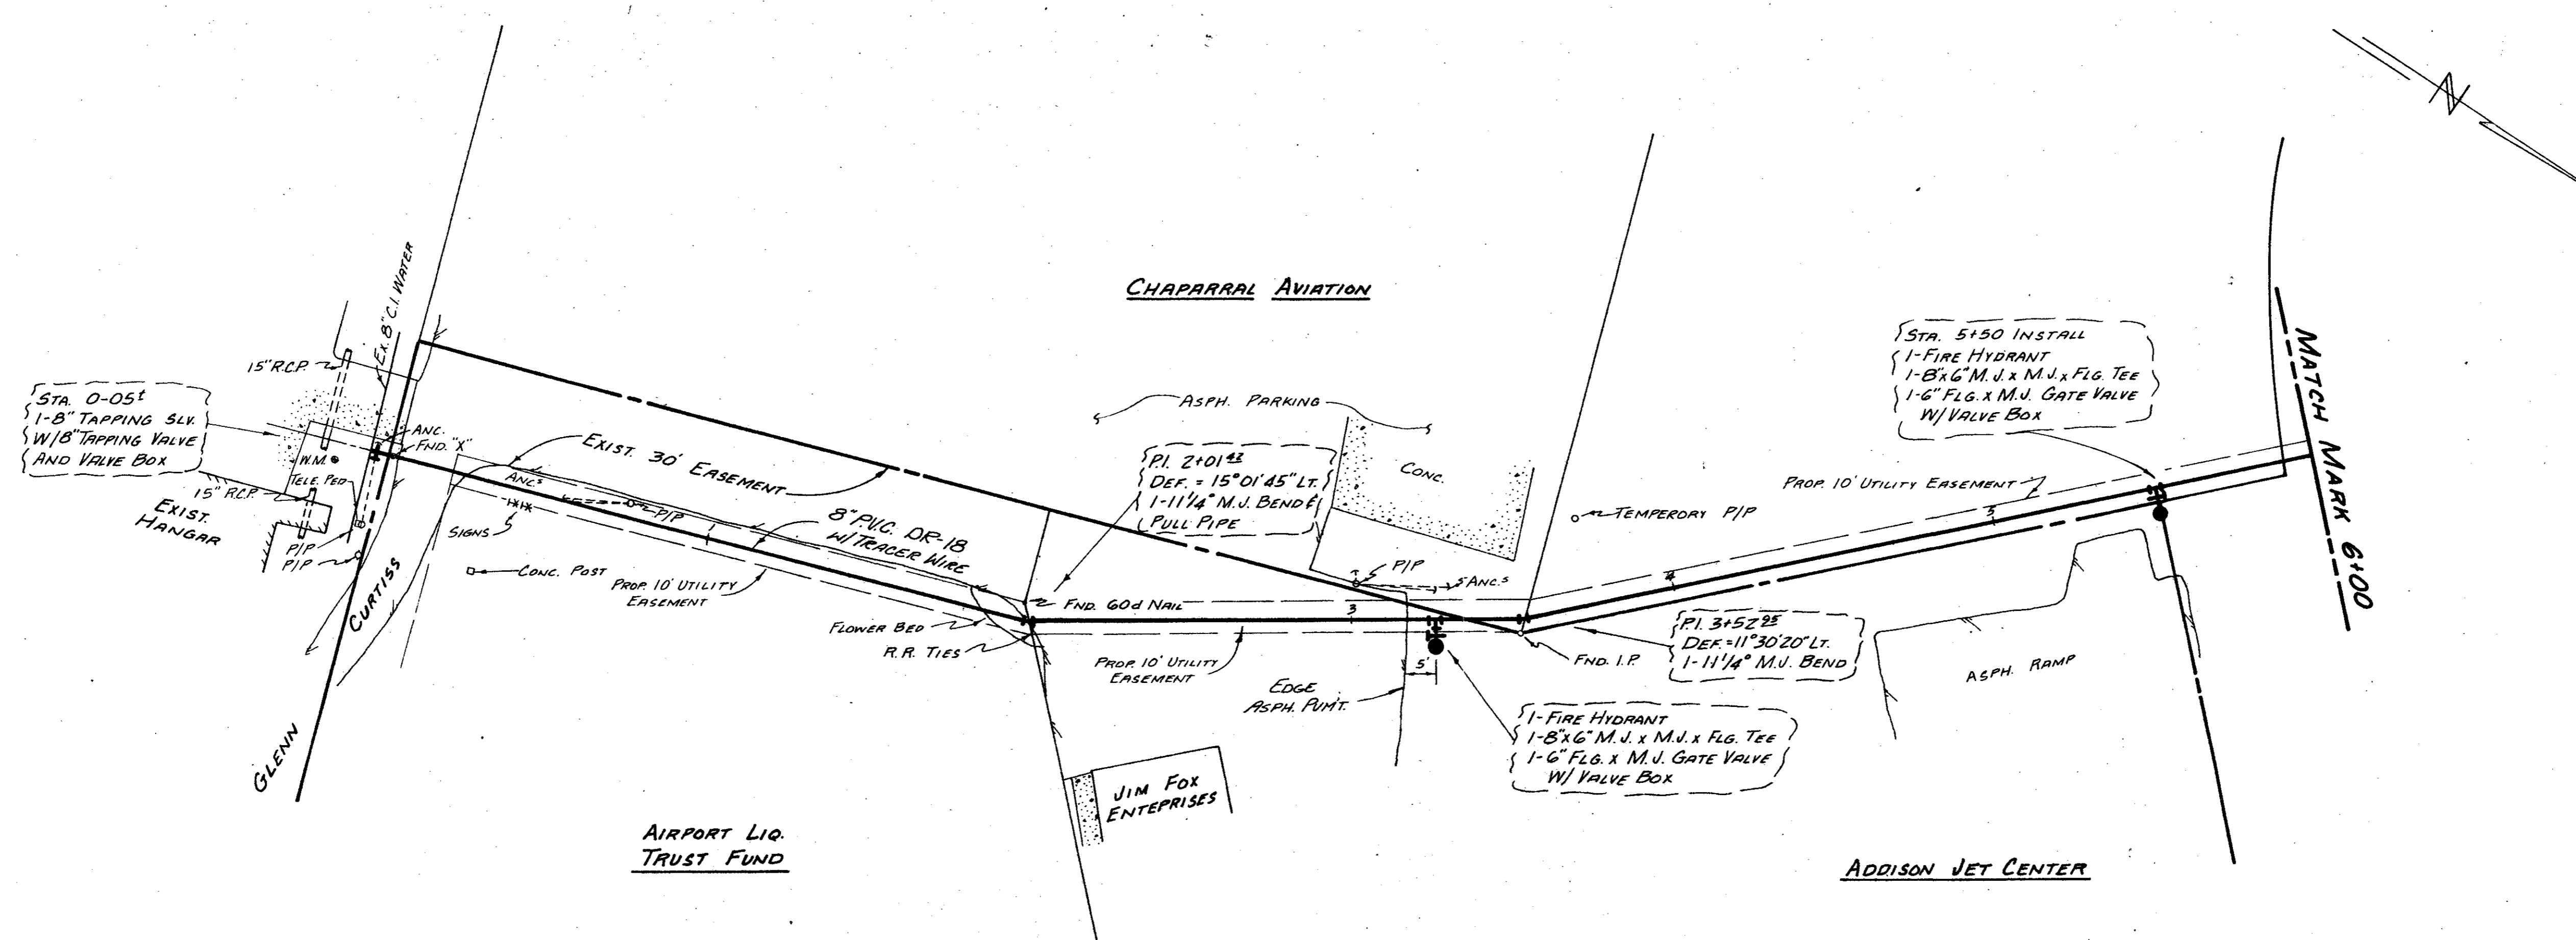 N
CHAPARRAL AVIATION
EX. 8" C.I. WATER
15" R.C.P.
STA. 0-05±
1-8" TAPPING SLV.
W/8" TAPPING VALVE
AND VALVE BOX
ANC.
FND. "X"
W.M.
TELE. PED
15" R.C.P.
EXIST.
HANGAR
P/P
P/P
GLENN CURTISS
SIGNS
CONC. POST
ANC.S
P/P
EXIST. 30' EASEMENT
8" P.V.C. DR-18
W/TRACER WIRE
1
PROP. 10' UTILITY
EASEMENT
FLOWER BED
R.R. TIES
FND. 60d NAIL
P.I. 2+01 43
DEF. = 15°01'45" LT.
1-11 1/4° M.J. BEND &
PULL PIPE
ASPH. PARKING
CONC.
P/P
ANC.S
3
PROP. 10' UTILITY
EASEMENT
5'
EDGE
ASPH. PVM'T.
FND. I.P.
TEMPERORY P/P
4
P.I. 3+52 95
DEF.=11°30'20" LT.
1-11 1/4° M.J. BEND
1-FIRE HYDRANT
1-8"x6" M.J. x M.J. x FLG. TEE
1-6" FLG. x M.J. GATE VALVE
W/ VALVE BOX
STA. 5+50 INSTALL
1-FIRE HYDRANT
1-8"x6" M.J. x M.J. x FLG. TEE
1-6" FLG. x M.J. GATE VALVE
W/VALVE BOX
PROP. 10' UTILITY EASEMENT
5
MATCH MARK 6+00
ASPH. RAMP
JIM FOX
ENTEPRISES
AIRPORT LIQ.
TRUST FUND
ADDISON JET CENTER